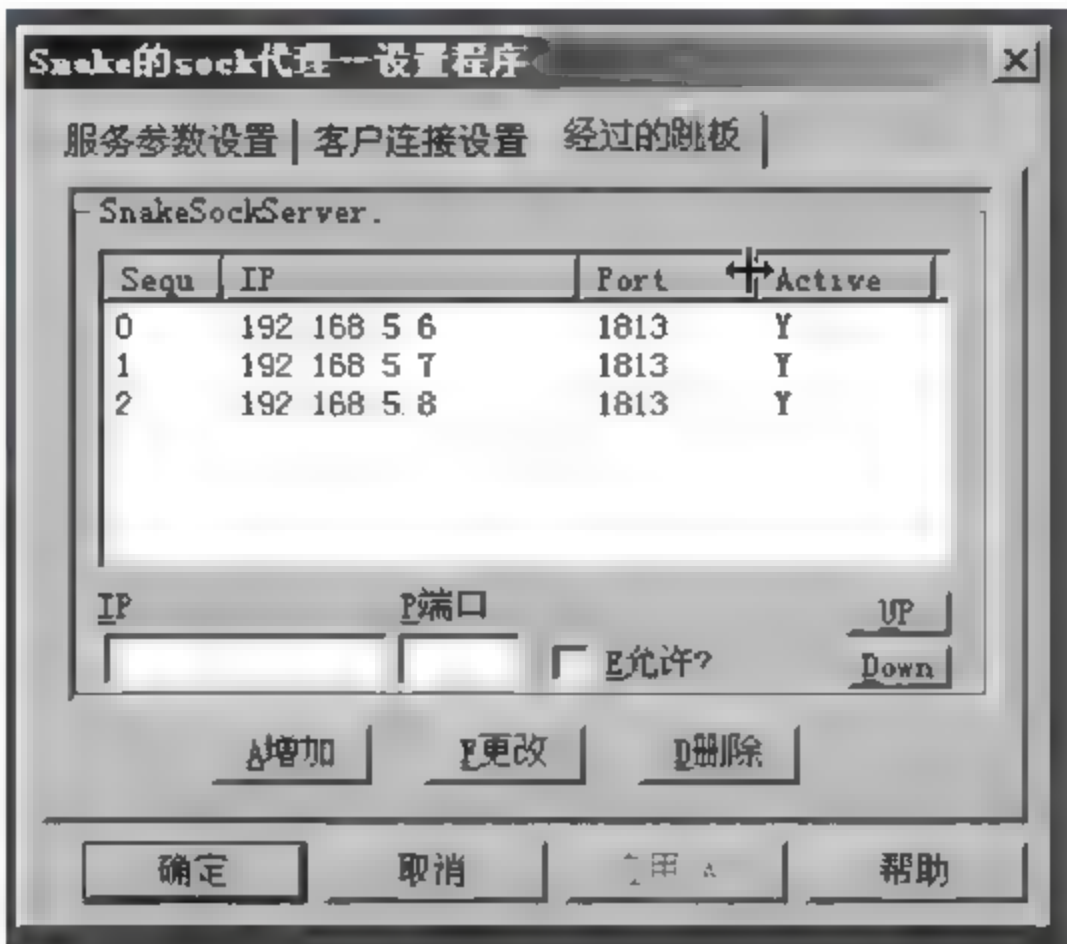 Snake的sock代理--设置程序
服务参数设置 客户连接设置 经过的跳板
SnakeSockServer.
Sequ IP Port Active
0 192 168 5 6 1813 Y
1 192 168 5 7 1813 Y
2 192 168 5.8 1813 Y
IP P端口 UP
E允许? Down
A增加 F更改 D删除
确定 取消 帮助